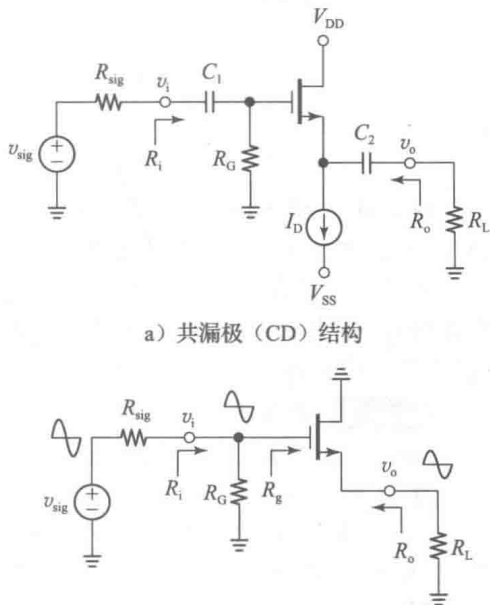 V_DD
R_sig
v_i
C_1
v_sig
R_i
R_G
C_2
v_o
I_D
R_o
R_L
V_SS
a）共漏极（CD）结构
R_sig
v_i
v_sig
R_i
R_G
R_g
v_o
R_o
R_L